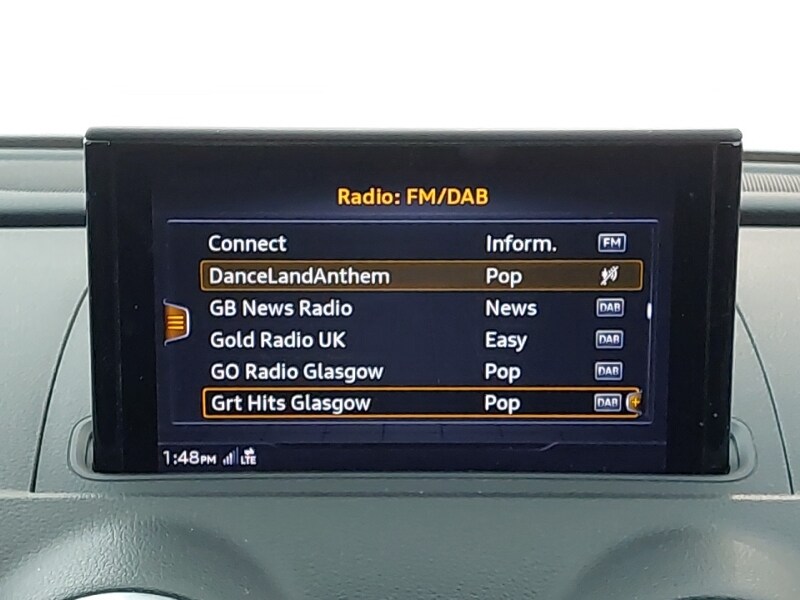 Radio: FM/DAB
Connect Inform. FM
DanceLandAnthem Pop
GB News Radio News DAB
Gold Radio UK Easy DAB
GO Radio Glasgow Pop DAB
Grt Hits Glasgow Pop DAB
1:48PM LTE